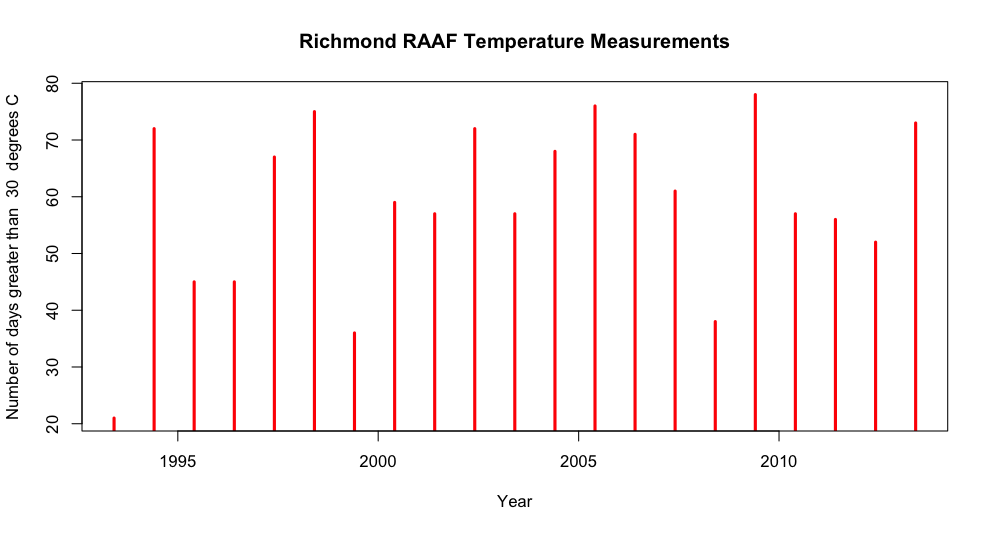 Richmond RAAF Temperature Measurements
Number of days greater than  30  degrees C
80
70
60
50
40
30
20
1995 2000 2005 2010
Year